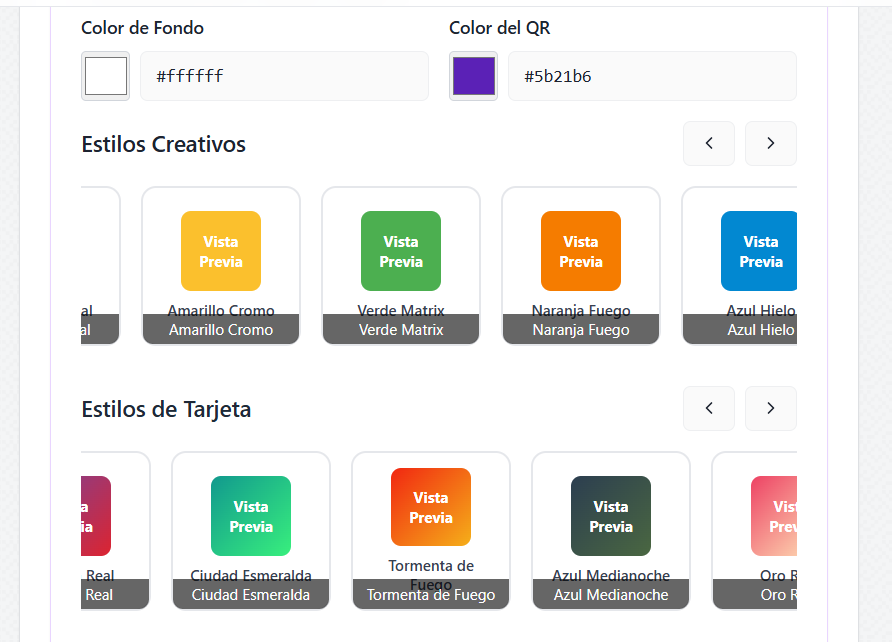 Color de Fondo
Color del QR
#ffffff
#5b21b6
Estilos Creativos
Vista
Previa
Vista
Previa
Vista
Previa
Vista
Previa
al
Amarillo Cromo
Verde Matrix
Naranja Fuego
Azul Hielo
al
Amarillo Cromo
Verde Matrix
Naranja Fuego
Azul Hielo
Estilos de Tarjeta
a
ia
Vista
Previa
Vista
Previa
Vista
Previa
Vist
Prev
Real
Ciudad Esmeralda
Tormenta de
Fuego
Azul Medianoche
Oro R
Real
Ciudad Esmeralda
Tormenta de Fuego
Azul Medianoche
Oro R